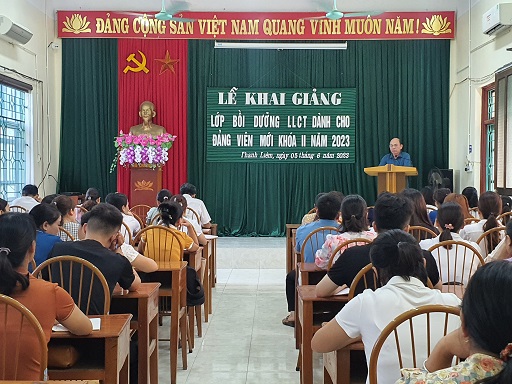 ĐẢNG CỘNG SẢN VIỆT NAM QUANG VINH MUÔN NĂM!
LỄ KHAI GIẢNG
LỚP BỒI DƯỠNG LLCT DÀNH CHO
ĐẢNG VIÊN MỚI KHÓA II NĂM 2023
Thanh Liêm, ngày 05 tháng 6 năm 2023